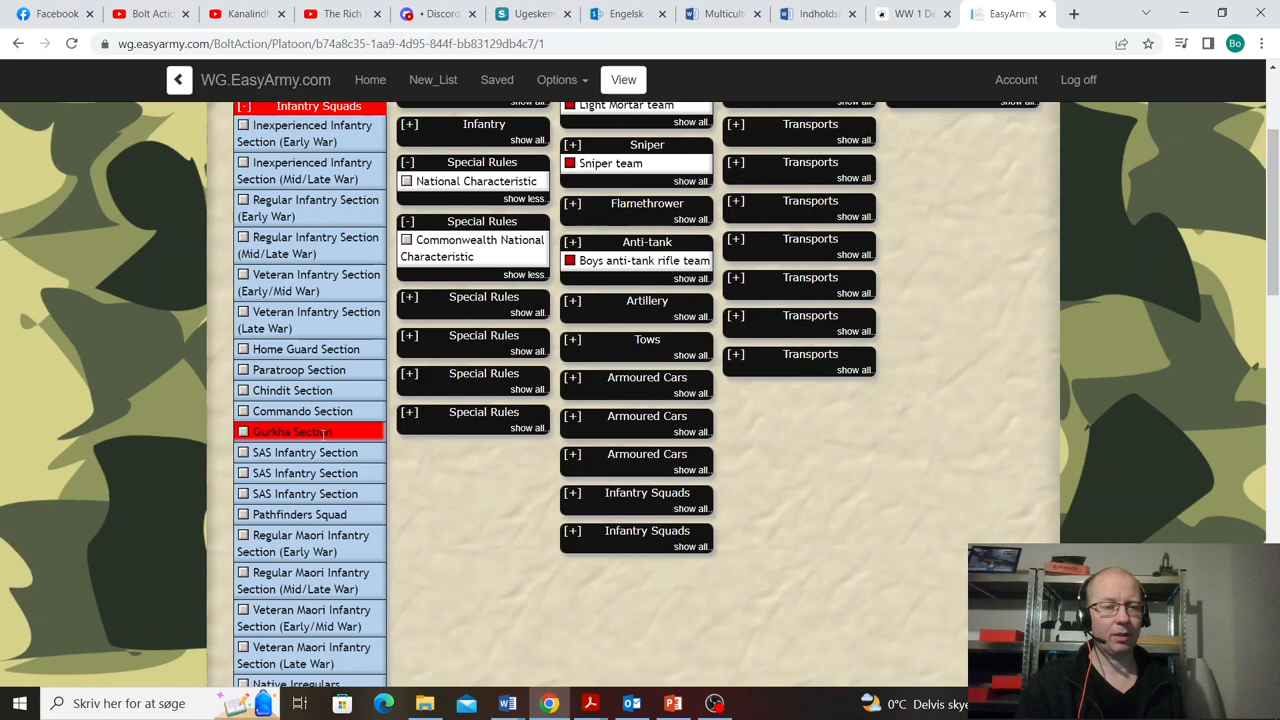 Facebook
Bolt Actio
Kanalindh
The Rich
• Discord
Ugeskem
Engelsk -
Multicult
Indholdst
WW 1 De
EasyArmy
wg.easyarmy.com/BoltAction/Platoon/b74a8c35-1aa9-4d95-844f-bb83129db4c7/1
Bo
WG.EasyArmy.com
Home
New_List
Saved
Options
View
Account
Log off
[-] Infantry Squads
Inexperienced Infantry
Section (Early War)
Inexperienced Infantry
Section (Mid/Late War)
Regular Infantry Section
(Early War)
Regular Infantry Section
(Mid/Late War)
Veteran Infantry Section
(Early/Mid War)
Veteran Infantry Section
(Late War)
Home Guard Section
Paratroop Section
Chindit Section
Commando Section
Gurkha Section
SAS Infantry Section
SAS Infantry Section
SAS Infantry Section
Pathfinders Squad
Regular Maori Infantry
Section (Early War)
Regular Maori Infantry
Section (Mid/Late War)
Veteran Maori Infantry
Section (Early/Mid War)
Veteran Maori Infantry
Section (Late War)
Native Irregulars
show all.
[+] Infantry
show all.
[-] Special Rules
National Characteristic
show less.
[-] Special Rules
Commonwealth National
Characteristic
show less.
[+] Special Rules
show all.
[+] Special Rules
show all.
[+] Special Rules
show all.
[+] Special Rules
show all.
Light Mortar team
show all.
[+] Sniper
Sniper team
show all.
[+] Flamethrower
show all.
[+] Anti-tank
Boys anti-tank rifle team
show all.
[+] Artillery
show all.
[+] Tows
show all.
[+] Armoured Cars
show all.
[+] Armoured Cars
show all.
[+] Armoured Cars
show all.
[+] Infantry Squads
show all.
[+] Infantry Squads
show all.
show all.
[+] Transports
show all.
[+] Transports
show all.
[+] Transports
show all.
[+] Transports
show all.
[+] Transports
show all.
[+] Transports
show all.
[+] Transports
show all.
show all.
Skriv her for at søge
0°C Delvis skye